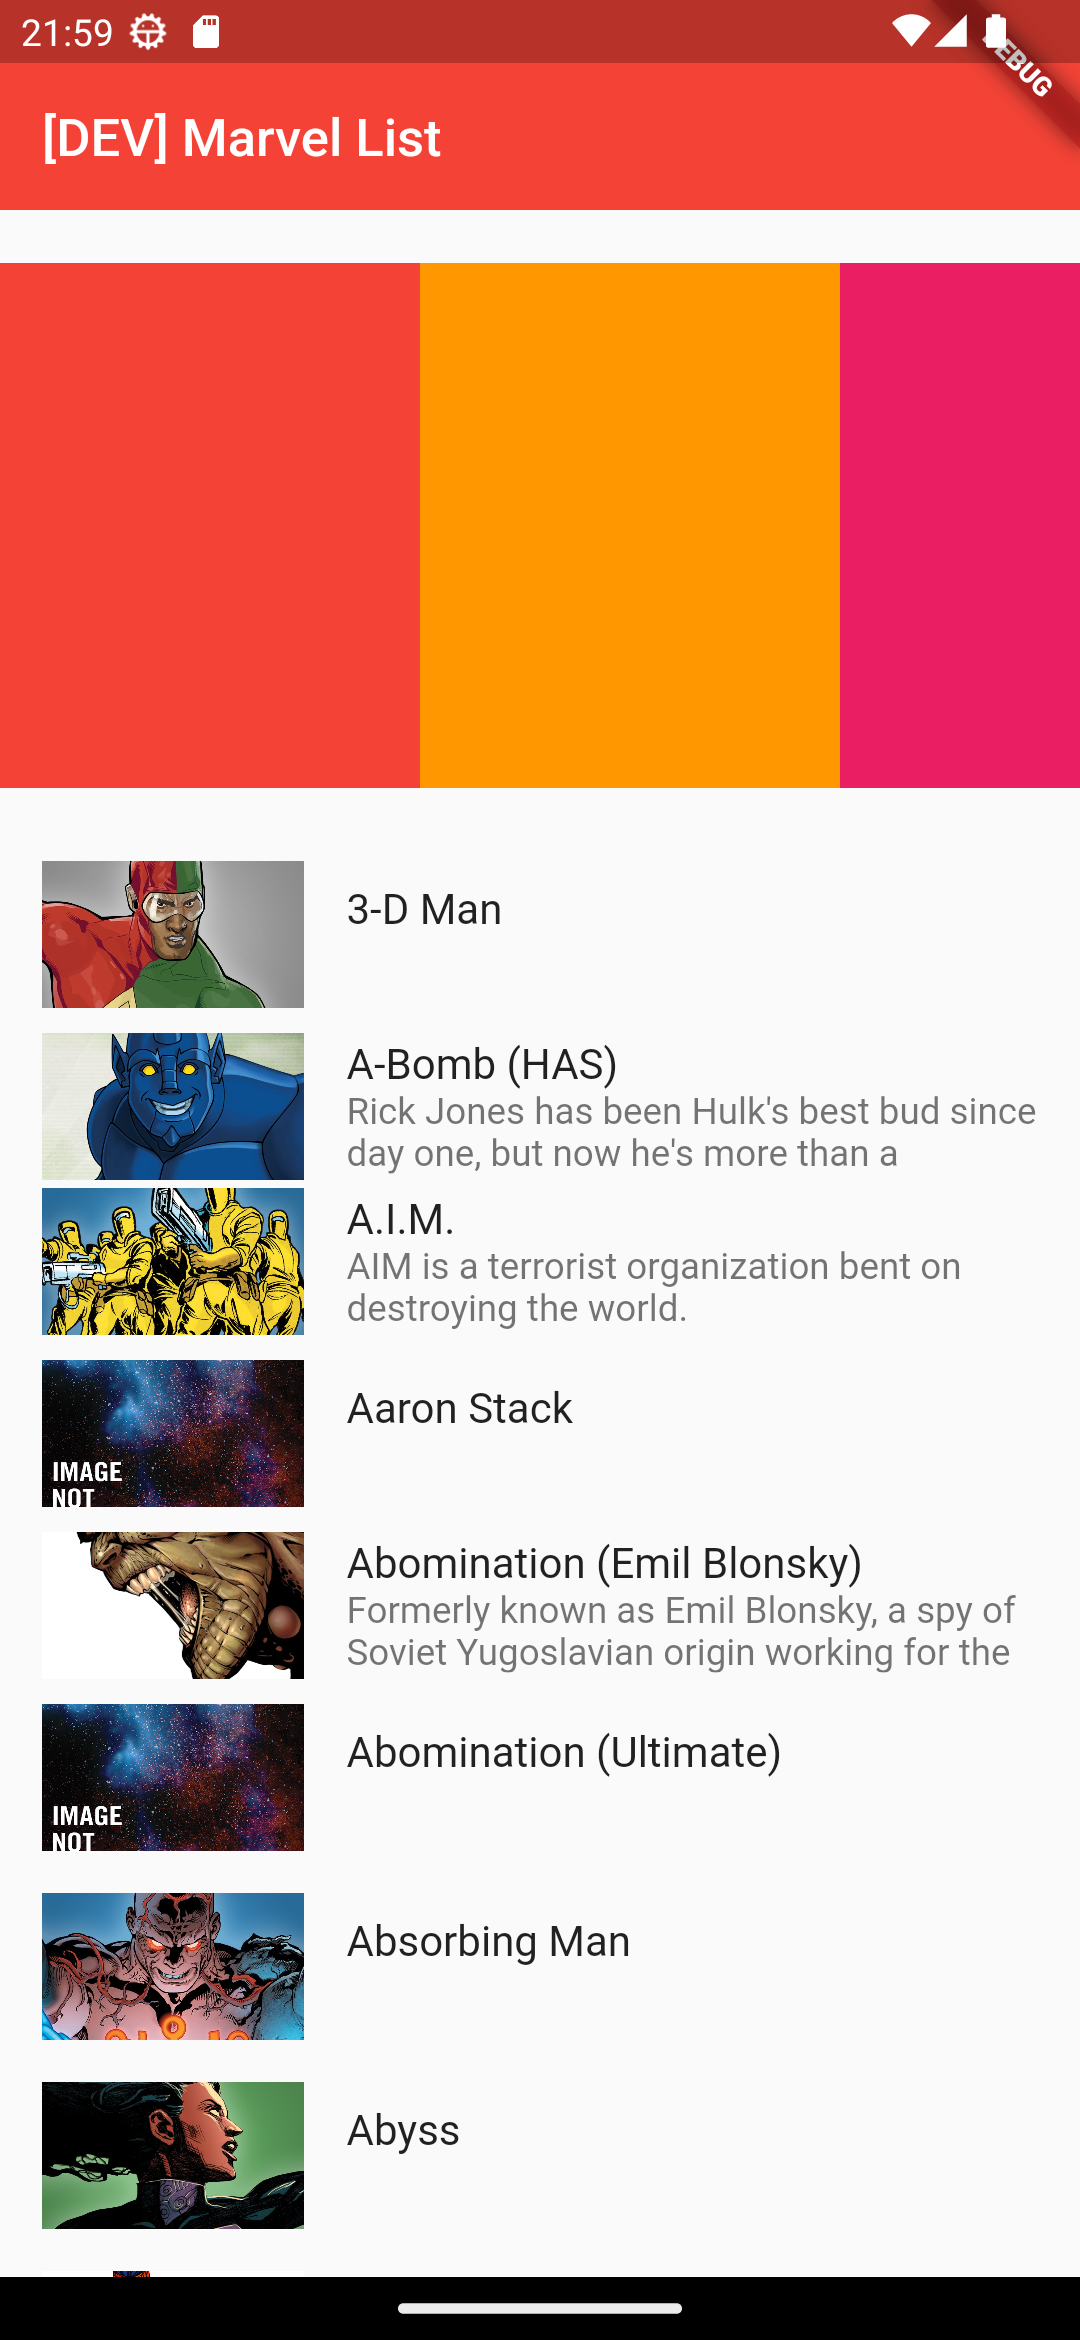 21:59
DEBUG
[DEV] Marvel List
3-D Man
A-Bomb (HAS)
Rick Jones has been Hulk's best bud since
day one, but now he's more than a
A.I.M.
AIM is a terrorist organization bent on
destroying the world.
Aaron Stack
IMAGE
NOT
Abomination (Emil Blonsky)
Formerly known as Emil Blonsky, a spy of
Soviet Yugoslavian origin working for the
Abomination (Ultimate)
IMAGE
NOT
Absorbing Man
Abyss